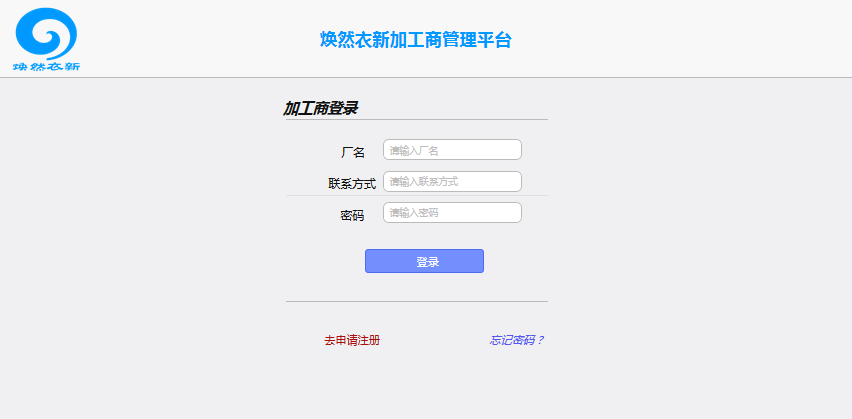 焕然衣新
焕然衣新加工商管理平台
加工商登录
厂名 请输入厂名
联系方式 请输入联系方式
密码 请输入密码
登录
去申请注册 忘记密码？